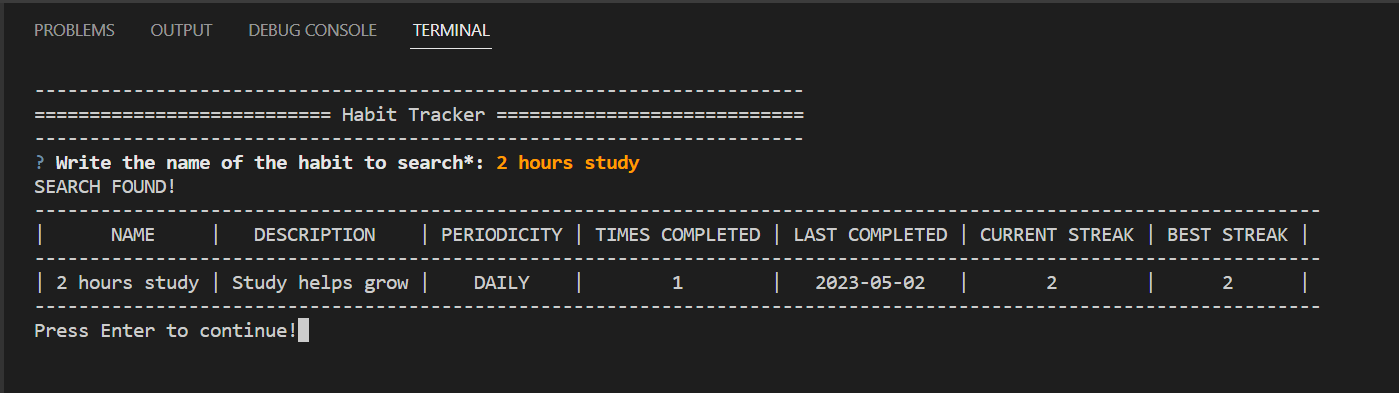 PROBLEMS OUTPUT DEBUG CONSOLE TERMINAL
----------------------------------------------------------------------
=========================== Habit Tracker ============================
----------------------------------------------------------------------
? Write the name of the habit to search*: 2 hours study
SEARCH FOUND!
---------------------------------------------------------------------------------------------------------------------
|      NAME     |   DESCRIPTION    | PERIODICITY | TIMES COMPLETED | LAST COMPLETED | CURRENT STREAK | BEST STREAK |
---------------------------------------------------------------------------------------------------------------------
| 2 hours study | Study helps grow |    DAILY    |        1        |   2023-05-02   |       2        |      2      |
---------------------------------------------------------------------------------------------------------------------
Press Enter to continue!